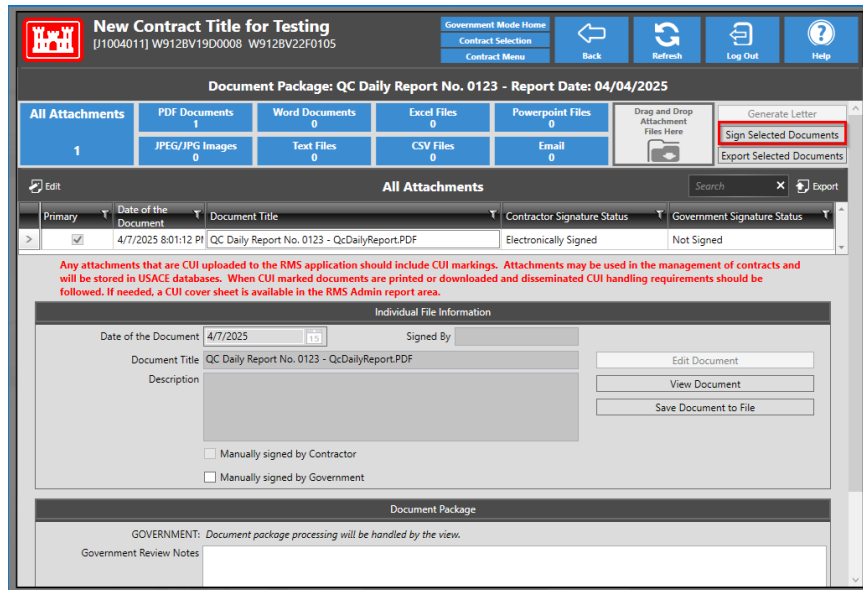 New Contract Title for Testing
[J1004011] W912BV19D0008 W912BV22F0105
Government Mode Home
Contract Selection
Contract Menu
Back
Refresh
Log Out
Help
Document Package: QC Daily Report No. 0123 - Report Date: 04/04/2025
All Attachments
1
PDF Documents
1
Word Documents
0
Excel Files
0
Powerpoint Files
0
JPEG/JPG Images
0
Text Files
0
CSV Files
0
Email
0
Drag and Drop
Attachment
Files Here
Generate Letter
Sign Selected Documents
Export Selected Documents
Edit
All Attachments
Search
Export
Primary
Date of the
Document
Document Title
Contractor Signature Status
Government Signature Status
4/7/2025 8:01:12 PM
QC Daily Report No. 0123 - QcDailyReport.PDF
Electronically Signed
Not Signed
Any attachments that are CUI uploaded to the RMS application should include CUI markings. Attachments may be used in the management of contracts and
will be stored in USACE databases. When CUI marked documents are printed or downloaded and disseminated CUI handling requirements should be
followed. If needed, a CUI cover sheet is available in the RMS Admin report area.
Individual File Information
Date of the Document 4/7/2025 15
Signed By
Document Title QC Daily Report No. 0123 - QcDailyReport.PDF
Edit Document
Description
View Document
Save Document to File
Manually signed by Contractor
Manually signed by Government
Document Package
GOVERNMENT: Document package processing will be handled by the view.
Government Review Notes